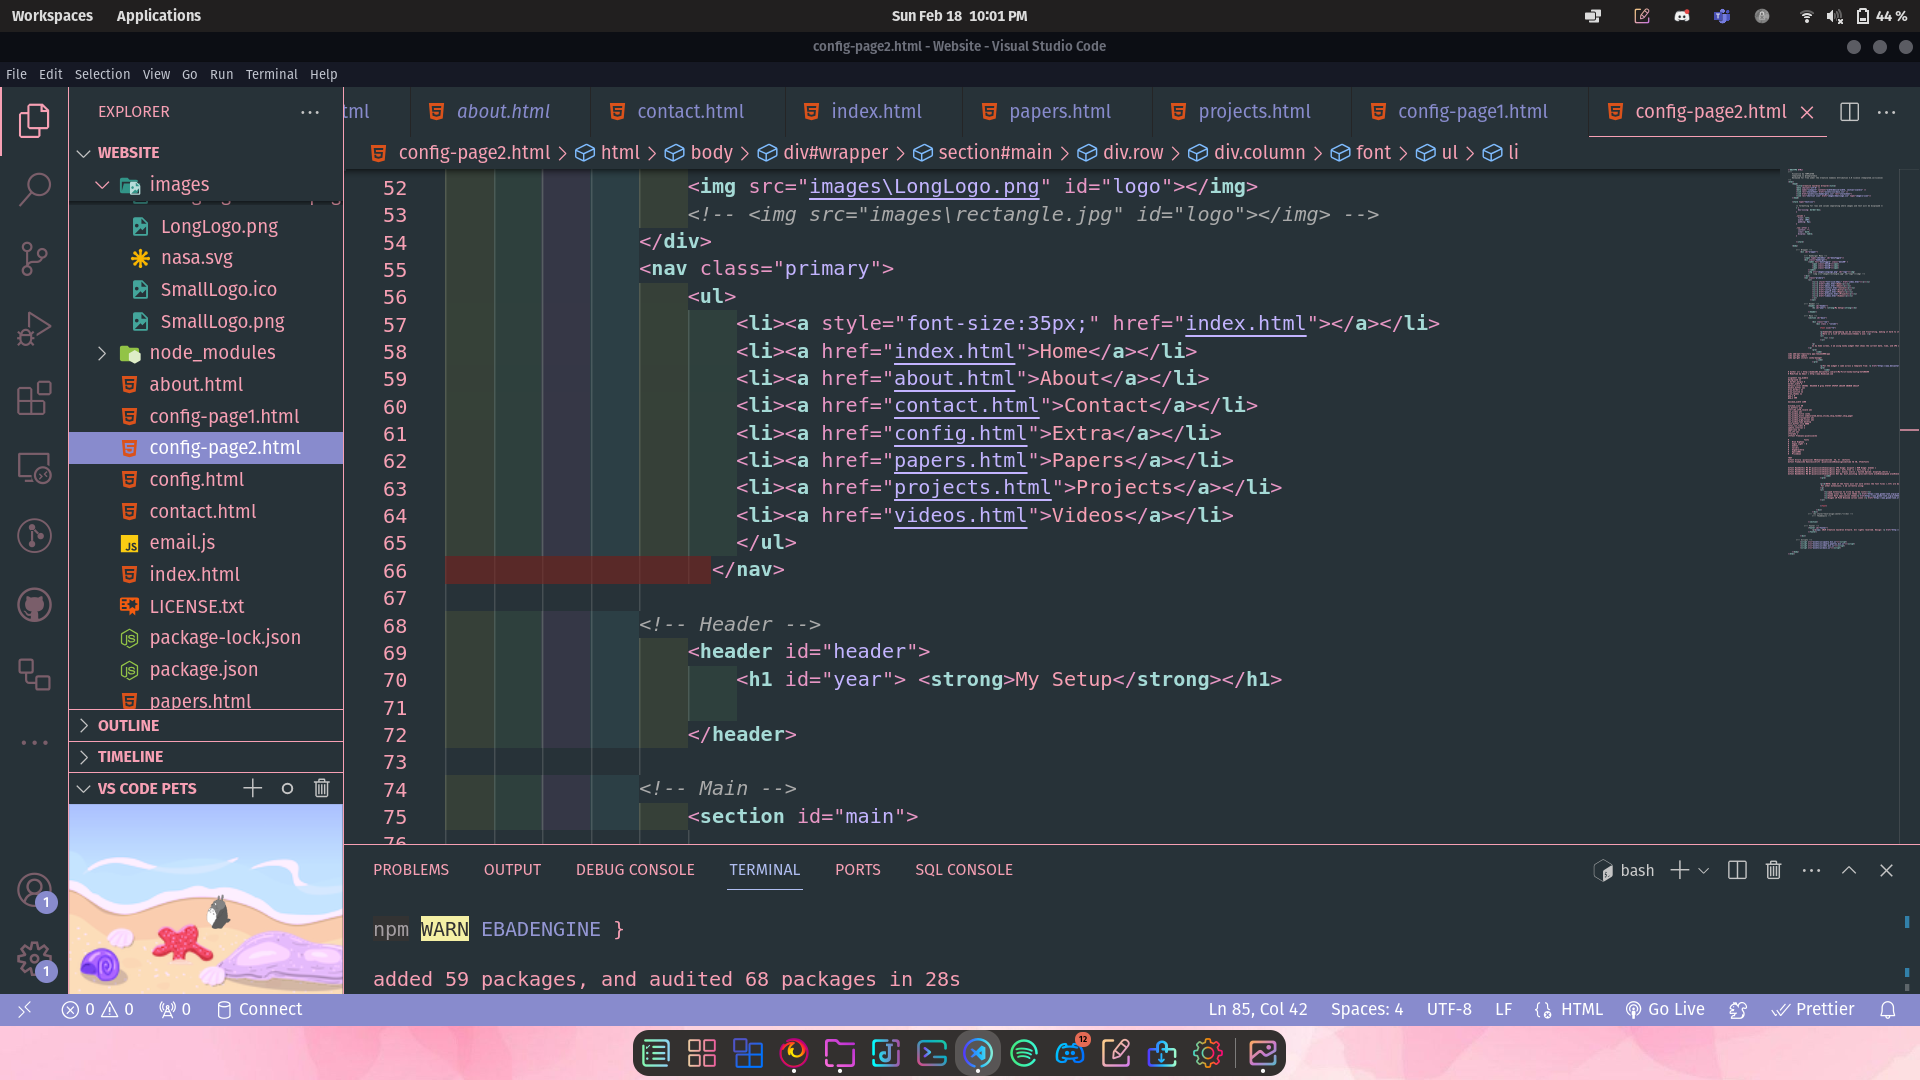 Workspaces Applications Sun Feb 18 10:01 PM 44 %
config-page2.html - Website - Visual Studio Code
File Edit Selection View Go Run Terminal Help
EXPLORER
WEBSITE
images
LongLogo.png
nasa.svg
SmallLogo.ico
SmallLogo.png
node_modules
about.html
config-page1.html
config-page2.html
config.html
contact.html
email.js
index.html
LICENSE.txt
package-lock.json
package.json
papers.html
OUTLINE
TIMELINE
VS CODE PETS
tml about.html contact.html index.html papers.html projects.html config-page1.html config-page2.html
config-page2.html > html > body > div#wrapper > section#main > div.row > div.column > font > ul > li
52 <img src="images\LongLogo.png" id="logo"></img>
53 <!-- <img src="images\rectangle.jpg" id="logo"></img> -->
54 </div>
55 <nav class="primary">
56 <ul>
57 <li><a style="font-size:35px;" href="index.html"></a></li>
58 <li><a href="index.html">Home</a></li>
59 <li><a href="about.html">About</a></li>
60 <li><a href="contact.html">Contact</a></li>
61 <li><a href="config.html">Extra</a></li>
62 <li><a href="papers.html">Papers</a></li>
63 <li><a href="projects.html">Projects</a></li>
64 <li><a href="videos.html">Videos</a></li>
65 </ul>
66 </nav>
67
68 <!-- Header -->
69 <header id="header">
70 <h1 id="year"> <strong>My Setup</strong></h1>
71
72 </header>
73
74 <!-- Main -->
75 <section id="main">
76
PROBLEMS OUTPUT DEBUG CONSOLE TERMINAL PORTS SQL CONSOLE bash
npm WARN EBADENGINE }
added 59 packages, and audited 68 packages in 28s
1
1
0 0 0 Connect Ln 85, Col 42 Spaces: 4 UTF-8 LF HTML Go Live Prettier
12